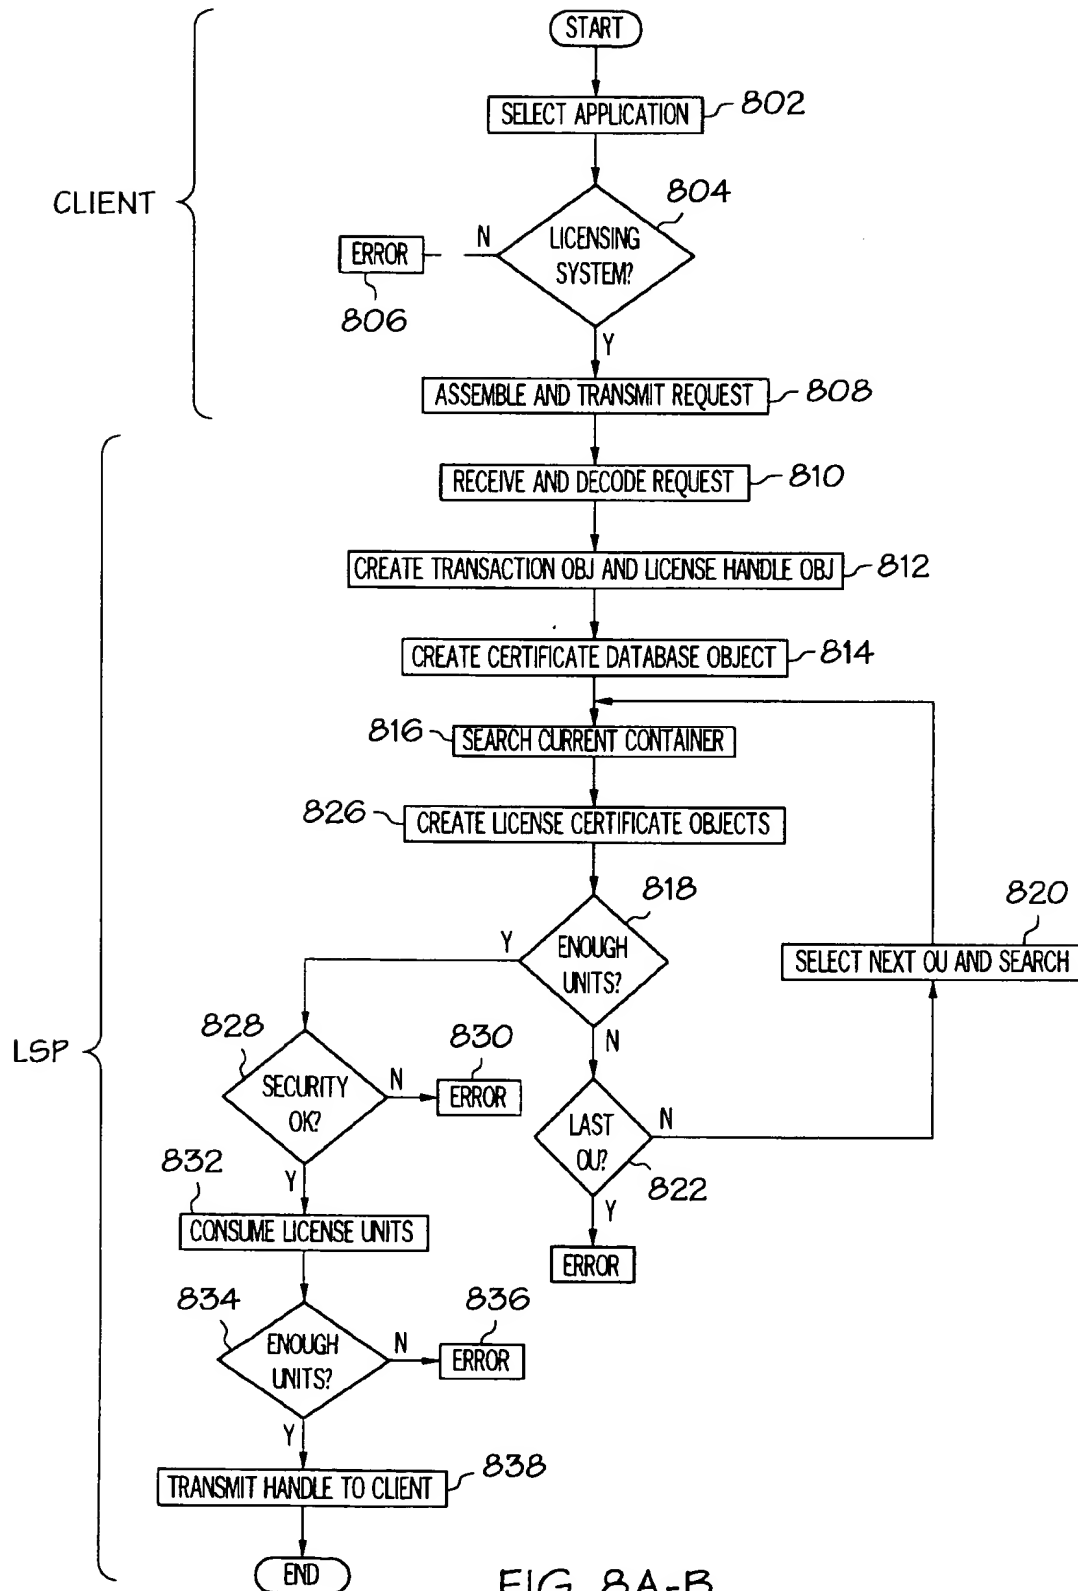 START
SELECT APPLICATION
802
CLIENT
804
LICENSING
SYSTEM?
N
ERROR
806
Y
ASSEMBLE AND TRANSMIT REQUEST
808
RECEIVE AND DECODE REQUEST
810
CREATE TRANSACTION OBJ AND LICENSE HANDLE OBJ
812
CREATE CERTIFICATE DATABASE OBJECT
814
816
SEARCH CURRENT CONTAINER
826
CREATE LICENSE CERTIFICATE OBJECTS
818
ENOUGH
UNITS?
Y
N
820
SELECT NEXT OU AND SEARCH
LSP
828
SECURITY
OK?
N
830
ERROR
Y
LAST
OU?
N
822
Y
ERROR
832
CONSUME LICENSE UNITS
834
ENOUGH
UNITS?
N
836
ERROR
Y
TRANSMIT HANDLE TO CLIENT
838
END
FIG. 8A-B